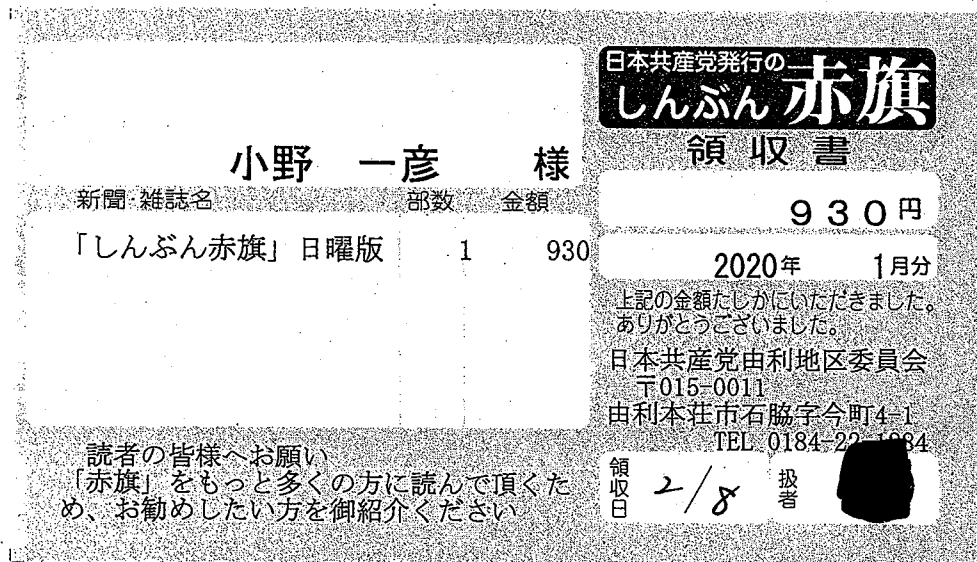 小野 一彦 様
新聞・雑誌名 部数 金額
「しんぶん赤旗」日曜版 1 930
読者の皆様へお願い
「赤旗」をもっと多くの方に読んで頂くた
め、お勧めしたい方を御紹介ください
日本共産党発行の
しんぶん赤旗
領収書
930円
2020年 1月分
上記の金額たしかにいただきました。
ありがとうございました。
日本共産党由利地区委員会
〒015-0011
由利本荘市石脇字今町4-1
TEL 0184-22-
領収日 2/8 扱者